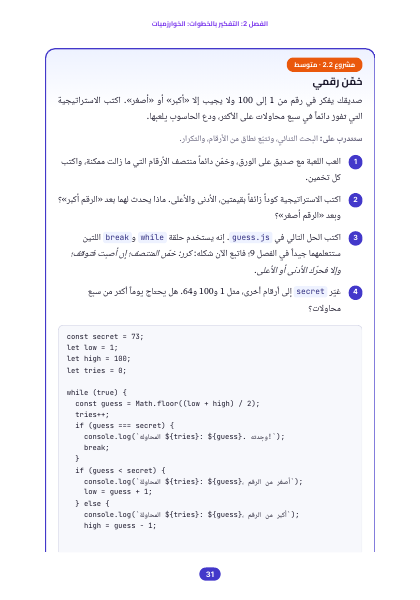 الفصل 2: التفكير بالخطوات: الخوارزميات
مشروع 2.2 · متوسط
خمّن رقمي
صديقك يفكر في رقم من 1 إلى 100 ولا يجيب إلا «أكبر» أو «أصغر». اكتب الاستراتيجية
التي تفوز دائماً في سبع محاولات على الأكثر، ودع الحاسوب يلعبها.
ستتدرب على: البحث الثنائي، وتتبّع نطاق من الأرقام، والتكرار.
1 العب اللعبة مع صديق على الورق، وخمّن دائماً منتصف الأرقام التي ما زالت ممكنة، واكتب
كل تخمين.
2 اكتب الاستراتيجية كوداً زائفاً بقيمتين، الأدنى والأعلى. ماذا يحدث لهما بعد «الرقم أكبر»؟
وبعد «الرقم أصغر»؟
3 اكتب الحل التالي في guess.js. إنه يستخدم حلقة while و break اللتين
ستتعلمهما جيداً في الفصل 9؛ فاتبع الآن شكله: كرر: خمّن المنتصف؛ إن أصبت فتوقف؛
وإلا فحرّك الأدنى أو الأعلى.
4 غيّر secret إلى أرقام أخرى، مثل 1 و100 و64. هل يحتاج يوماً أكثر من سبع
محاولات؟
const secret = 73;
let low = 1;
let high = 100;
let tries = 0;
while (true) {
const guess = Math.floor((low + high) / 2);
tries++;
if (guess === secret) {
console.log(`المحاولة ${tries}: ${guess}. وجدته!`);
break;
}
if (guess < secret) {
console.log(`المحاولة ${tries}: ${guess}، أصغر من الرقم`);
low = guess + 1;
} else {
console.log(`المحاولة ${tries}: ${guess}، أكبر من الرقم`);
high = guess - 1;
31